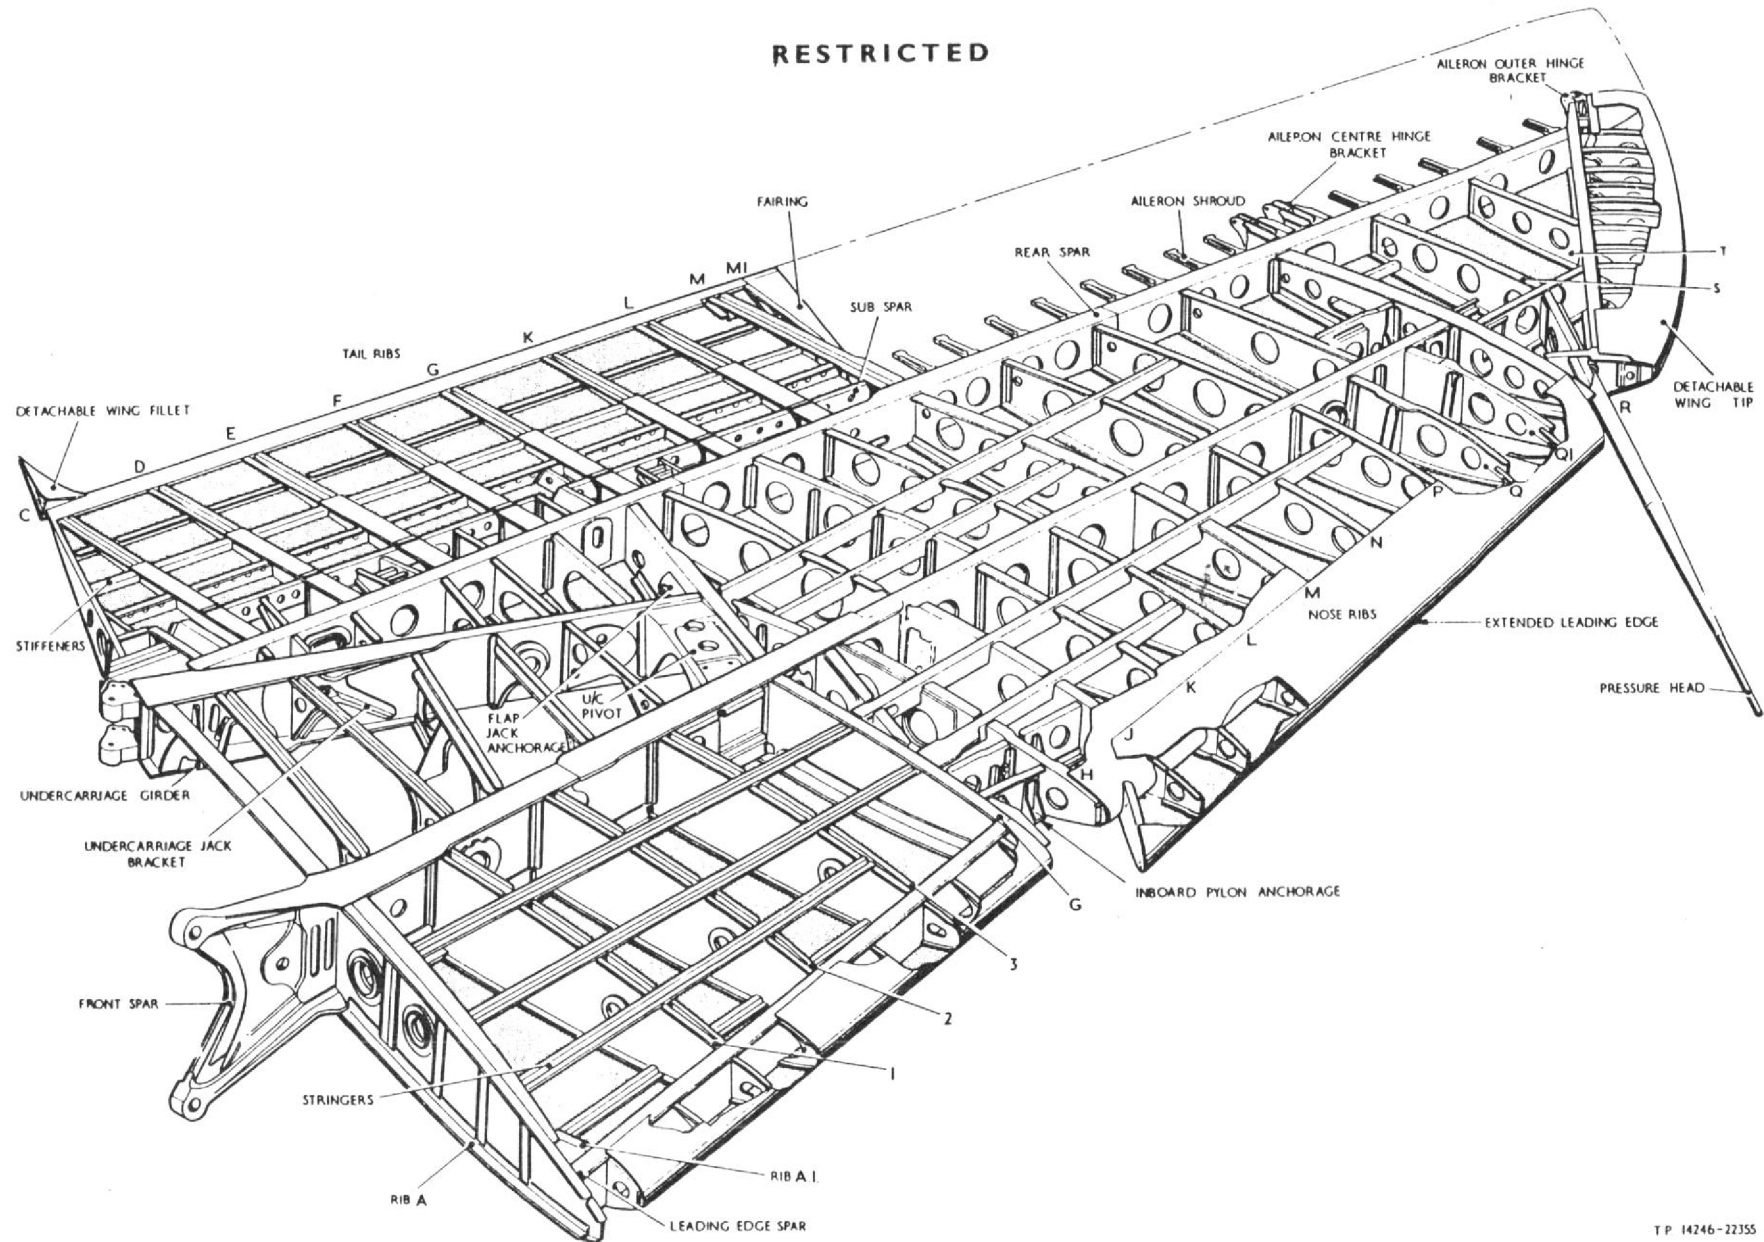 RESTRICTED
AILERON OUTER HINGE
BRACKET
AILERON CENTRE HINGE
BRACKET
FAIRING
AILERON SHROUD
REAR SPAR
T
S
M1
M
L
K
SUB SPAR
TAIL RIBS
G
F
E
D
C
DETACHABLE WING FILLET
DETACHABLE
WING TIP
R
Q1
Q
P
N
M
NOSE RIBS
L
K
J
H
EXTENDED LEADING EDGE
PRESSURE HEAD
STIFFENERS
FLAP
JACK
ANCHORAGE
U/C
PIVOT
UNDERCARRIAGE GIRDER
UNDERCARRIAGE JACK
BRACKET
INBOARD PYLON ANCHORAGE
G
3
2
1
FRONT SPAR
STRINGERS
RIB A
RIB A.1.
LEADING EDGE SPAR
T P 14246-22355